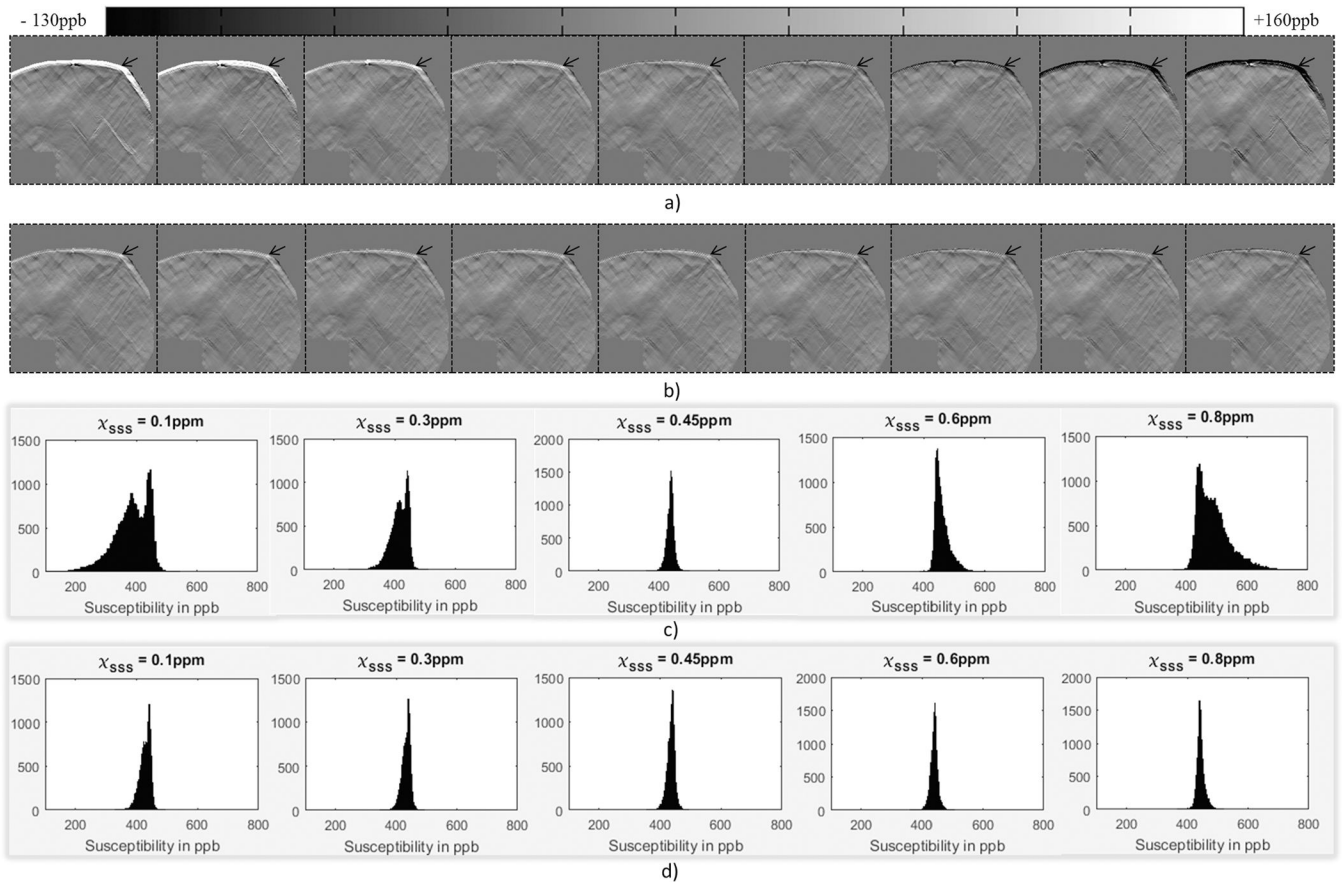 - 130ppb +160ppb
a)
b)
χsss = 0.1ppm χsss = 0.3ppm χsss = 0.45ppm χsss = 0.6ppm χsss = 0.8ppm
1500 1500 2000 1500 1500
1000 1000 1500 1000 1000
500 500 1000 500 500
0 0 500 0 0
0
200 400 600 800 200 400 600 800 200 400 600 800 200 400 600 800 200 400 600 800
Susceptibility in ppb Susceptibility in ppb Susceptibility in ppb Susceptibility in ppb Susceptibility in ppb
c)
χsss = 0.1ppm χsss = 0.3ppm χsss = 0.45ppm χsss = 0.6ppm χsss = 0.8ppm
1500 1500 1500 2000 2000
1000 1000 1000 1500 1500
500 500 500 1000 1000
0 0 0 500 500
0 0
200 400 600 800 200 400 600 800 200 400 600 800 200 400 600 800 200 400 600 800
Susceptibility in ppb Susceptibility in ppb Susceptibility in ppb Susceptibility in ppb Susceptibility in ppb
d)